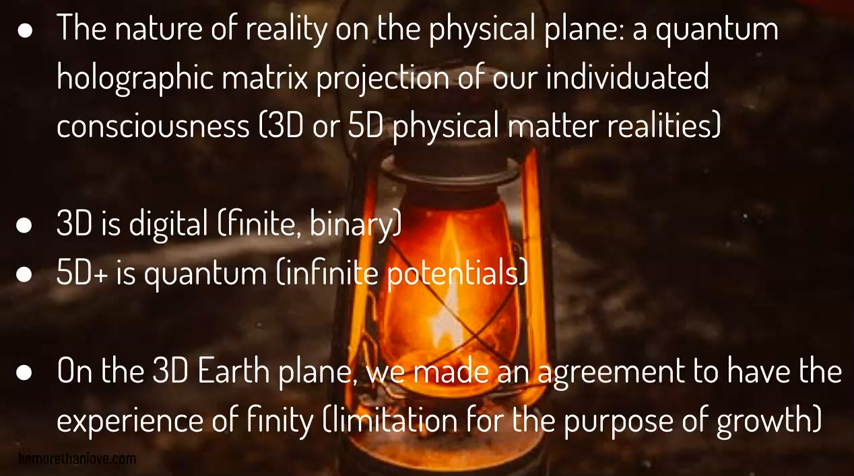 ● The nature of reality on the physical plane: a quantum
holographic matrix projection of our individuated
consciousness (3D or 5D physical matter realities)
● 3D is digital (finite, binary)
● 5D+ is quantum (infinite potentials)
● On the 3D Earth plane, we made an agreement to have the
experience of finity (limitation for the purpose of growth)
hemorethanlove.com